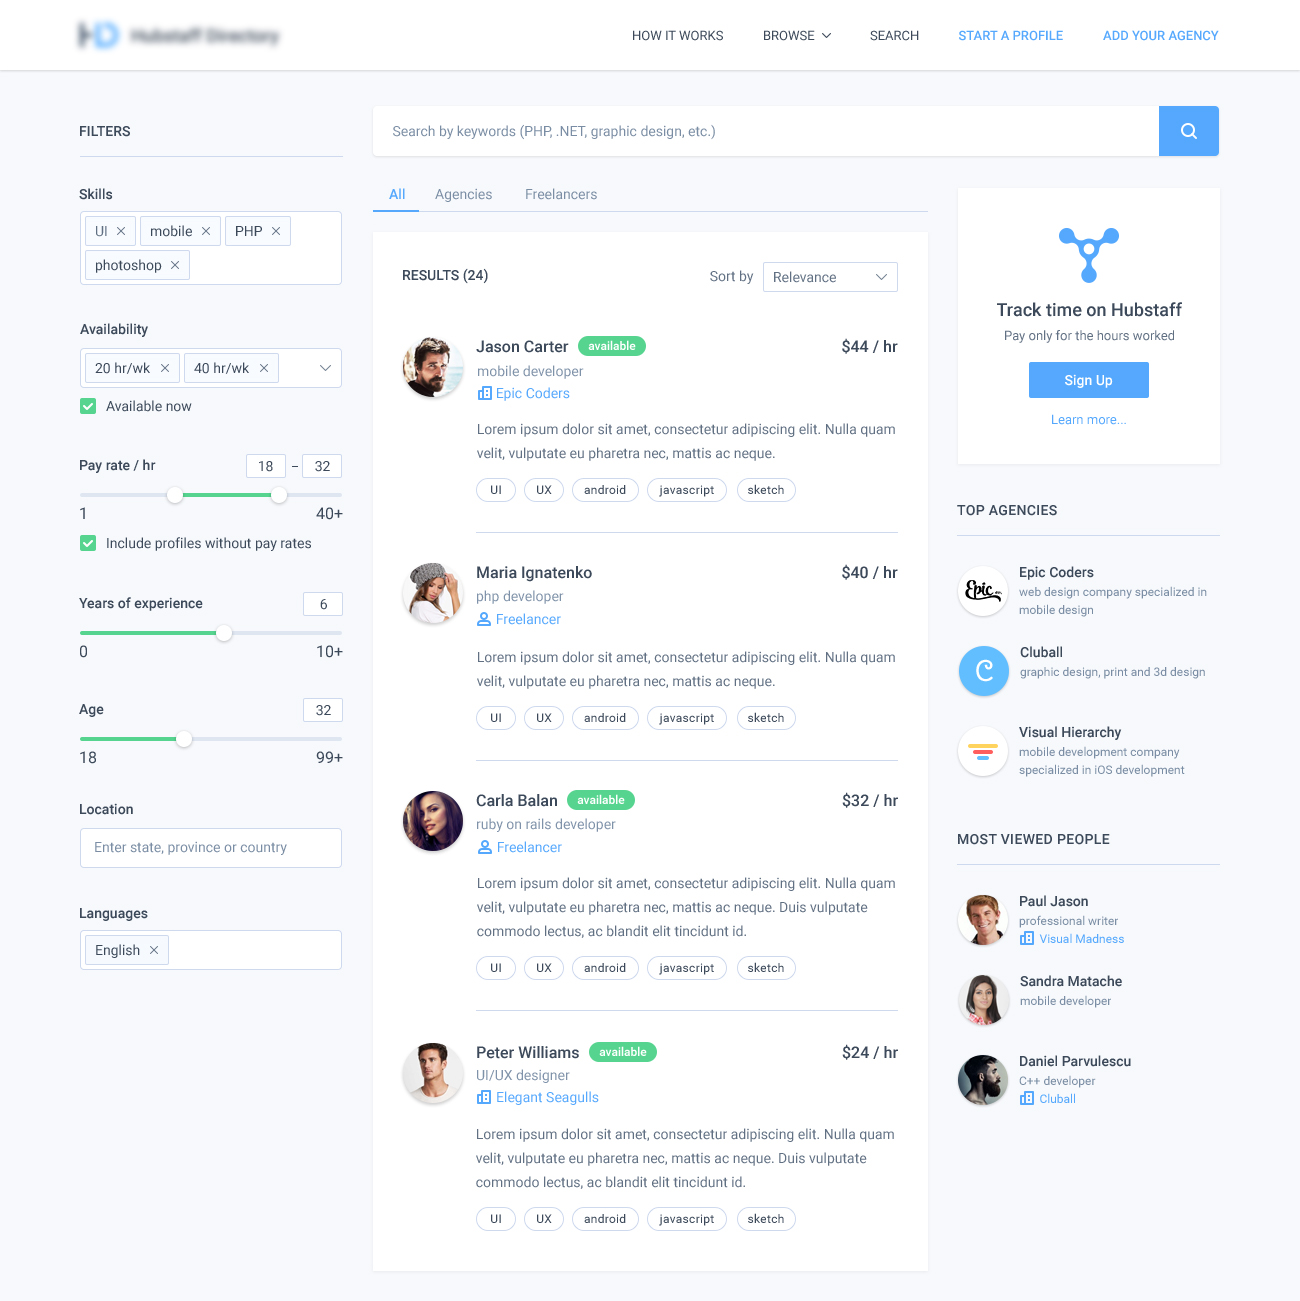 Hubstaff Directory
HOW IT WORKS
BROWSE
SEARCH
START A PROFILE
ADD YOUR AGENCY
FILTERS
Skills
UI
mobile
PHP
photoshop
Availability
20 hr/wk
40 hr/wk
Available now
Pay rate / hr
18 – 32
1
40+
Include profiles without pay rates
Years of experience
6
0
10+
Age
32
18
99+
Location
Enter state, province or country
Languages
English
Search by keywords (PHP, .NET, graphic design, etc.)
All
Agencies
Freelancers
RESULTS (24)
Sort by
Relevance
Jason Carter
available
$44 / hr
mobile developer
Epic Coders
Lorem ipsum dolor sit amet, consectetur adipiscing elit. Nulla quam
velit, vulputate eu pharetra nec, mattis ac neque.
UI
UX
android
javascript
sketch
Maria Ignatenko
$40 / hr
php developer
Freelancer
Lorem ipsum dolor sit amet, consectetur adipiscing elit. Nulla quam
velit, vulputate eu pharetra nec, mattis ac neque.
UI
UX
android
javascript
sketch
Carla Balan
available
$32 / hr
ruby on rails developer
Freelancer
Lorem ipsum dolor sit amet, consectetur adipiscing elit. Nulla quam
velit, vulputate eu pharetra nec, mattis ac neque. Duis vulputate
commodo lectus, ac blandit elit tincidunt id.
UI
UX
android
javascript
sketch
Peter Williams
available
$24 / hr
UI/UX designer
Elegant Seagulls
Lorem ipsum dolor sit amet, consectetur adipiscing elit. Nulla quam
velit, vulputate eu pharetra nec, mattis ac neque. Duis vulputate
commodo lectus, ac blandit elit tincidunt id.
UI
UX
android
javascript
sketch
Track time on Hubstaff
Pay only for the hours worked
Sign Up
Learn more...
TOP AGENCIES
Epic
Epic Coders
web design company specialized in
mobile design
C
Cluball
graphic design, print and 3d design
Visual Hierarchy
mobile development company
specialized in iOS development
MOST VIEWED PEOPLE
Paul Jason
professional writer
Visual Madness
Sandra Matache
mobile developer
Daniel Parvulescu
C++ developer
Cluball